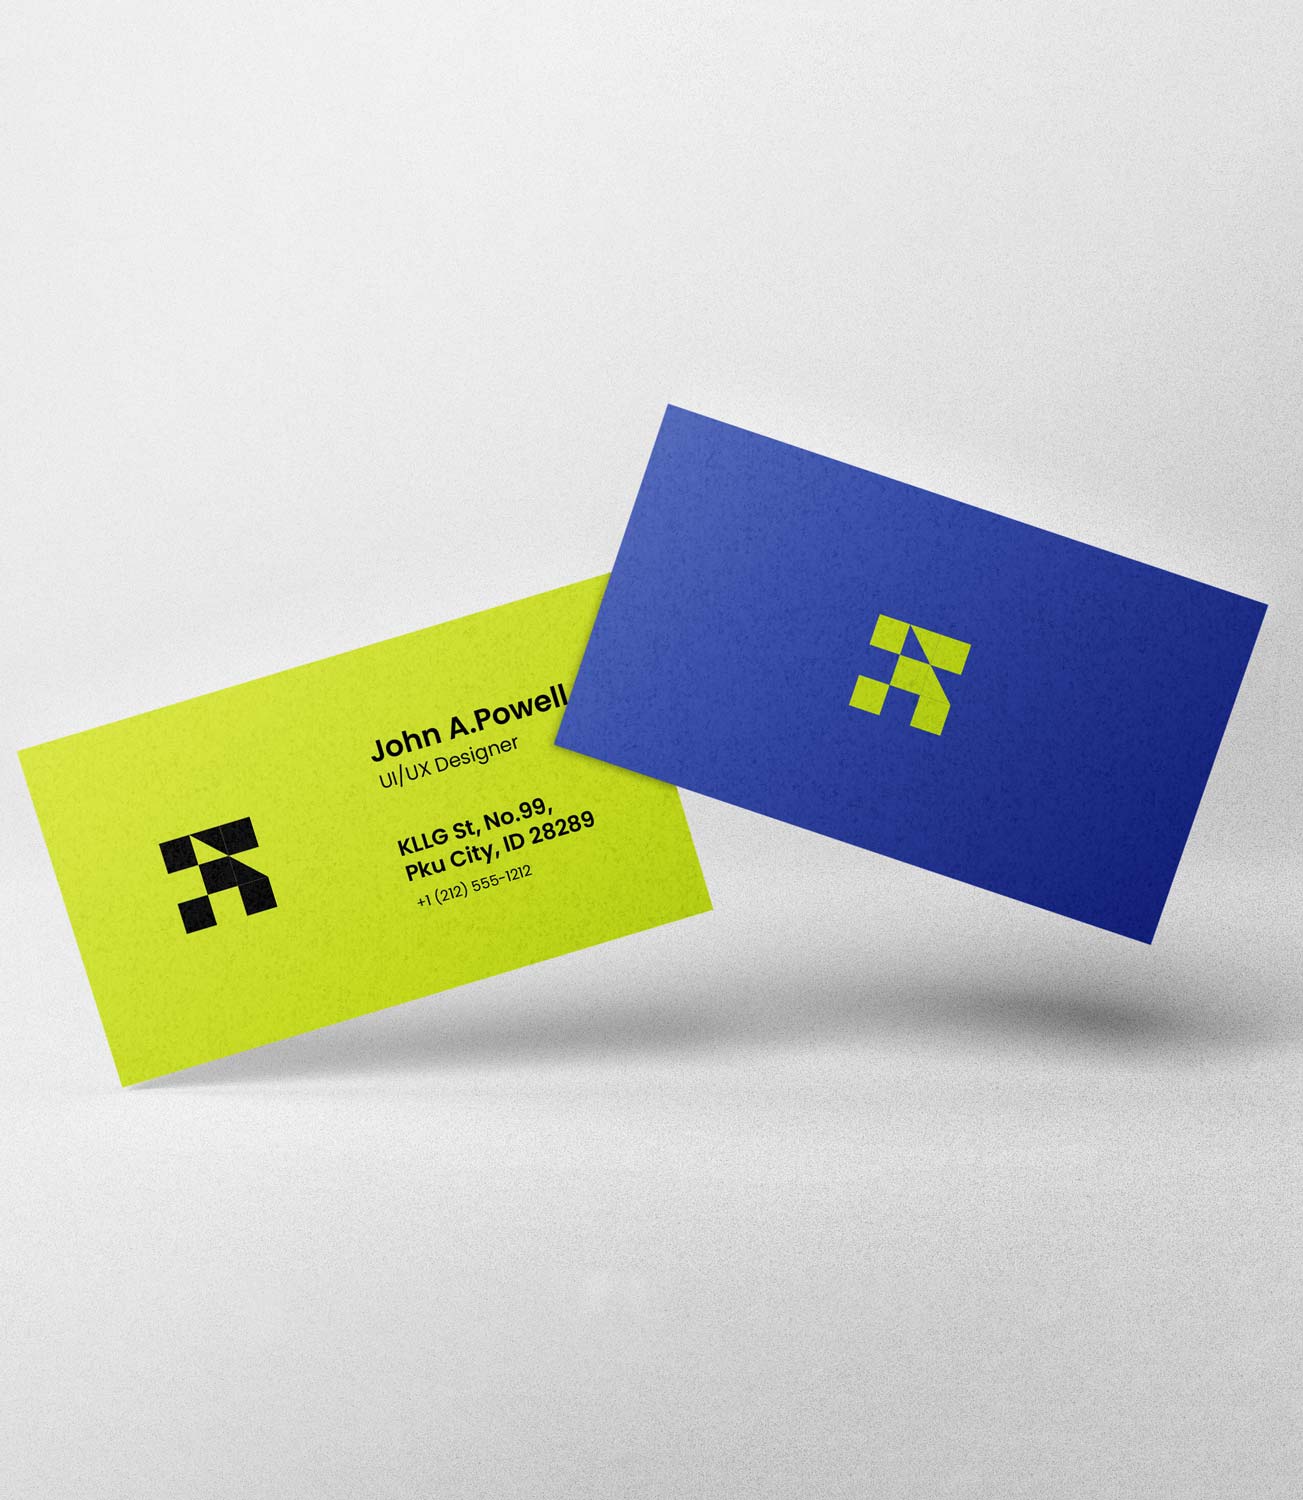 John A.Powell
UI/UX Designer
KLLG St, No.99,
Pku City, ID 28289
+1 (212) 555-1212